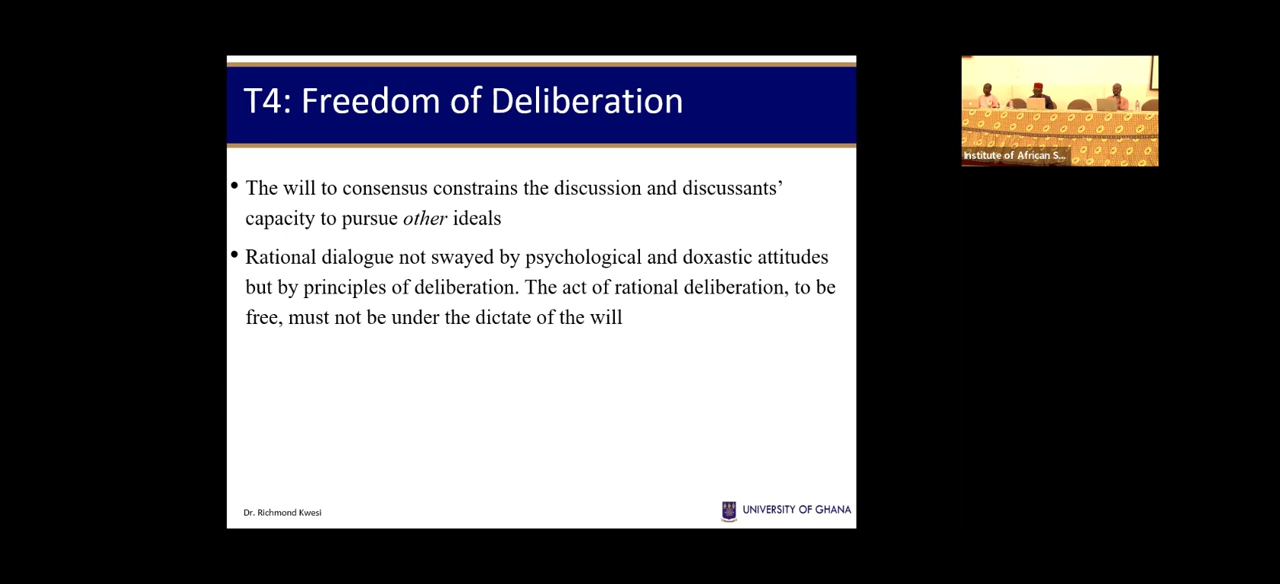 T4: Freedom of Deliberation
• The will to consensus constrains the discussion and discussants’
capacity to pursue other ideals
• Rational dialogue not swayed by psychological and doxastic attitudes
but by principles of deliberation. The act of rational deliberation, to be
free, must not be under the dictate of the will
Dr. Richmond Kwesi
UNIVERSITY OF GHANA
Institute of African S...